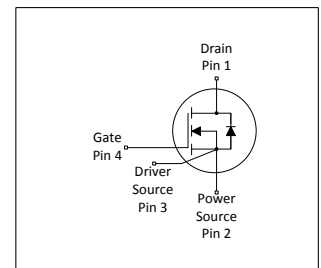 Drain
Pin 1
Gate
Pin 4
Driver
Source
Pin 3
Power
Source
Pin 2